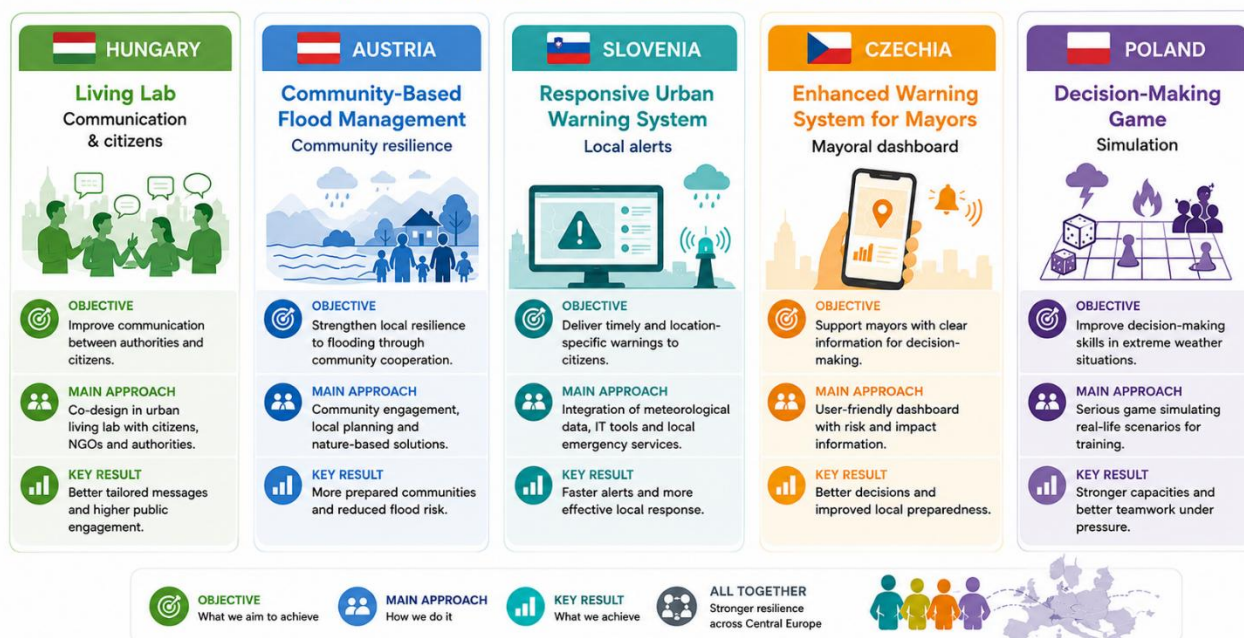 HUNGARY
Living Lab
Communication
& citizens
OBJECTIVE
Improve communication
between authorities and
citizens.
MAIN APPROACH
Co-design in urban
living lab with citizens,
NGOs and authorities.
KEY RESULT
Better tailored messages
and higher public
engagement.
AUSTRIA
Community-Based
Flood Management
Community resilience
OBJECTIVE
Strengthen local resilience
to flooding through
community cooperation.
MAIN APPROACH
Community engagement,
local planning and
nature-based solutions.
KEY RESULT
More prepared communities
and reduced flood risk.
SLOVENIA
Responsive Urban
Warning System
Local alerts
OBJECTIVE
Deliver timely and location-
specific warnings to
citizens.
MAIN APPROACH
Integration of meteorological
data, IT tools and local
emergency services.
KEY RESULT
Faster alerts and more
effective local response.
CZECHIA
Enhanced Warning
System for Mayors
Mayoral dashboard
OBJECTIVE
Support mayors with clear
information for decision-
making.
MAIN APPROACH
User-friendly dashboard
with risk and impact
information.
KEY RESULT
Better decisions and
improved local preparedness.
POLAND
Decision-Making
Game
Simulation
OBJECTIVE
Improve decision-making
skills in extreme weather
situations.
MAIN APPROACH
Serious game simulating
real-life scenarios for
training.
KEY RESULT
Stronger capacities and
better teamwork under
pressure.
OBJECTIVE
What we aim to achieve
MAIN APPROACH
How we do it
KEY RESULT
What we achieve
ALL TOGETHER
Stronger resilience
across Central Europe